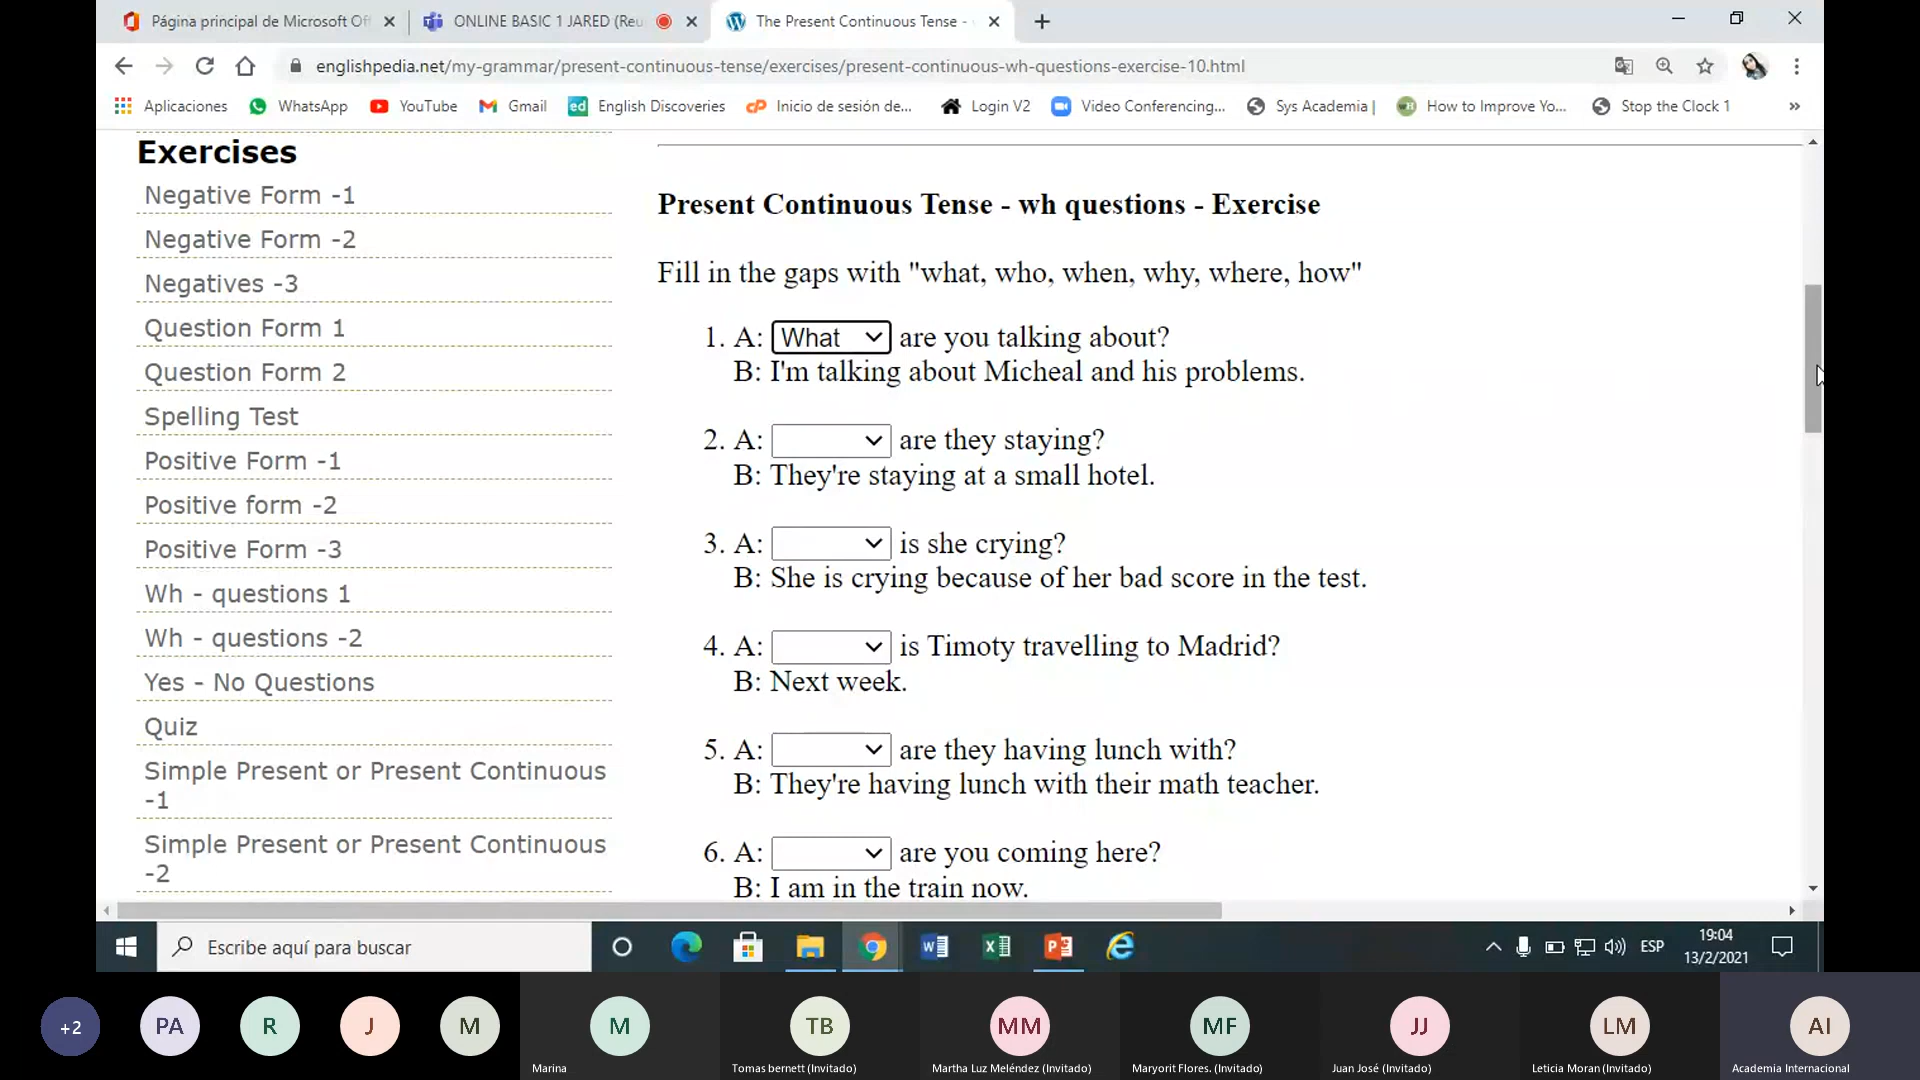 Página principal de Microsoft Of
ONLINE BASIC 1 JARED (Reu
The Present Continuous Tense -
englishpedia.net/my-grammar/present-continuous-tense/exercises/present-continuous-wh-questions-exercise-10.html
Aplicaciones
WhatsApp
YouTube
Gmail
English Discoveries
Inicio de sesión de...
Login V2
Video Conferencing...
Sys Academia |
How to Improve Yo...
Stop the Clock 1
»
Exercises
Negative Form -1
Negative Form -2
Negatives -3
Question Form 1
Question Form 2
Spelling Test
Positive Form -1
Positive form -2
Positive Form -3
Wh - questions 1
Wh - questions -2
Yes - No Questions
Quiz
Simple Present or Present Continuous
-1
Simple Present or Present Continuous
-2
Present Continuous Tense - wh questions - Exercise
Fill in the gaps with "what, who, when, why, where, how"
1. A: What are you talking about?
B: I'm talking about Micheal and his problems.
2. A: are they staying?
B: They're staying at a small hotel.
3. A: is she crying?
B: She is crying because of her bad score in the test.
4. A: is Timoty travelling to Madrid?
B: Next week.
5. A: are they having lunch with?
B: They're having lunch with their math teacher.
6. A: are you coming here?
B: I am in the train now.
Escribe aquí para buscar
ESP
19:04
13/2/2021
+2
PA
R
J
M
M
TB
MM
MF
JJ
LM
AI
Marina
Tomas bernett (Invitado)
Martha Luz Meléndez (Invitado)
Maryorit Flores. (Invitado)
Juan José (Invitado)
Leticia Moran (Invitado)
Academia Internacional